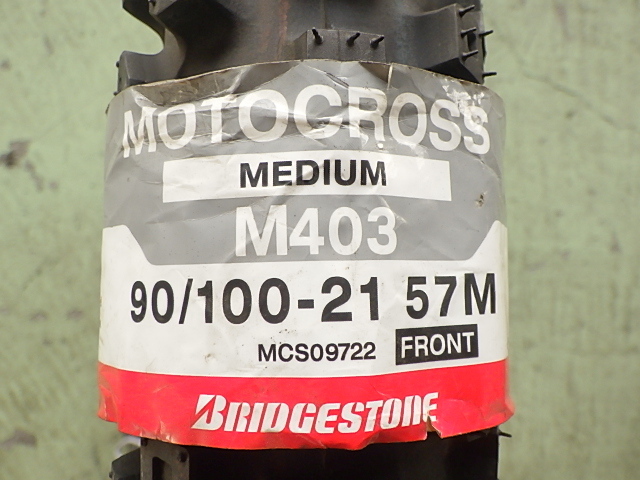 MOTOCROSS
MEDIUM
M403
90/100-21 57M
MCS09722 FRONT
BRIDGESTONE